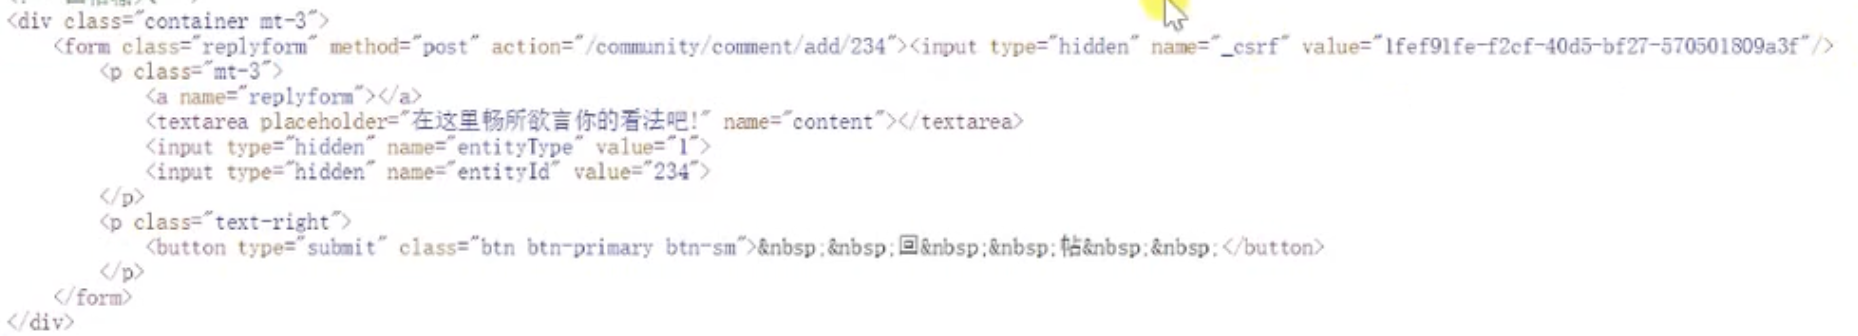 <div class="container mt-3">
<form class="replyform" method="post" action="/community/comment/add/234"><input type="hidden" name="_csrf" value="1fef91fe-f2cf-40d5-bf27-570501809a3f"/>
<p class="mt-3">
<a name="replyform"></a>
<textarea placeholder="在这里畅所欲言你的看法吧!" name="content"></textarea>
<input type="hidden" name="entityType" value="1">
<input type="hidden" name="entityId" value="234">
</p>
<p class="text-right">
<button type="submit" class="btn btn-primary btn-sm">&nbsp;&nbsp;回&nbsp;&nbsp;帖&nbsp;&nbsp;</button>
</p>
</form>
</div>